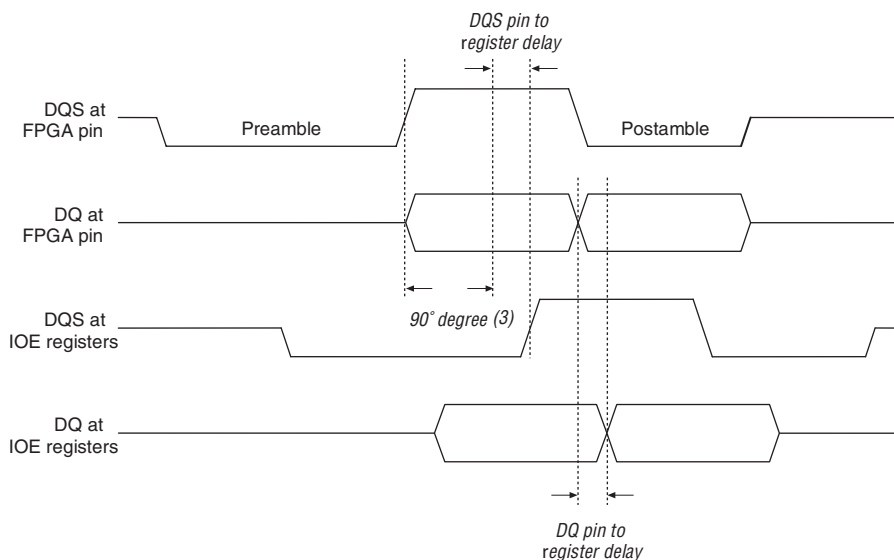 DQS pin to
register delay
DQS at
FPGA pin
Preamble
Postamble
DQ at
FPGA pin
90° degree (3)
DQS at
IOE registers
DQ at
IOE registers
DQ pin to
register delay